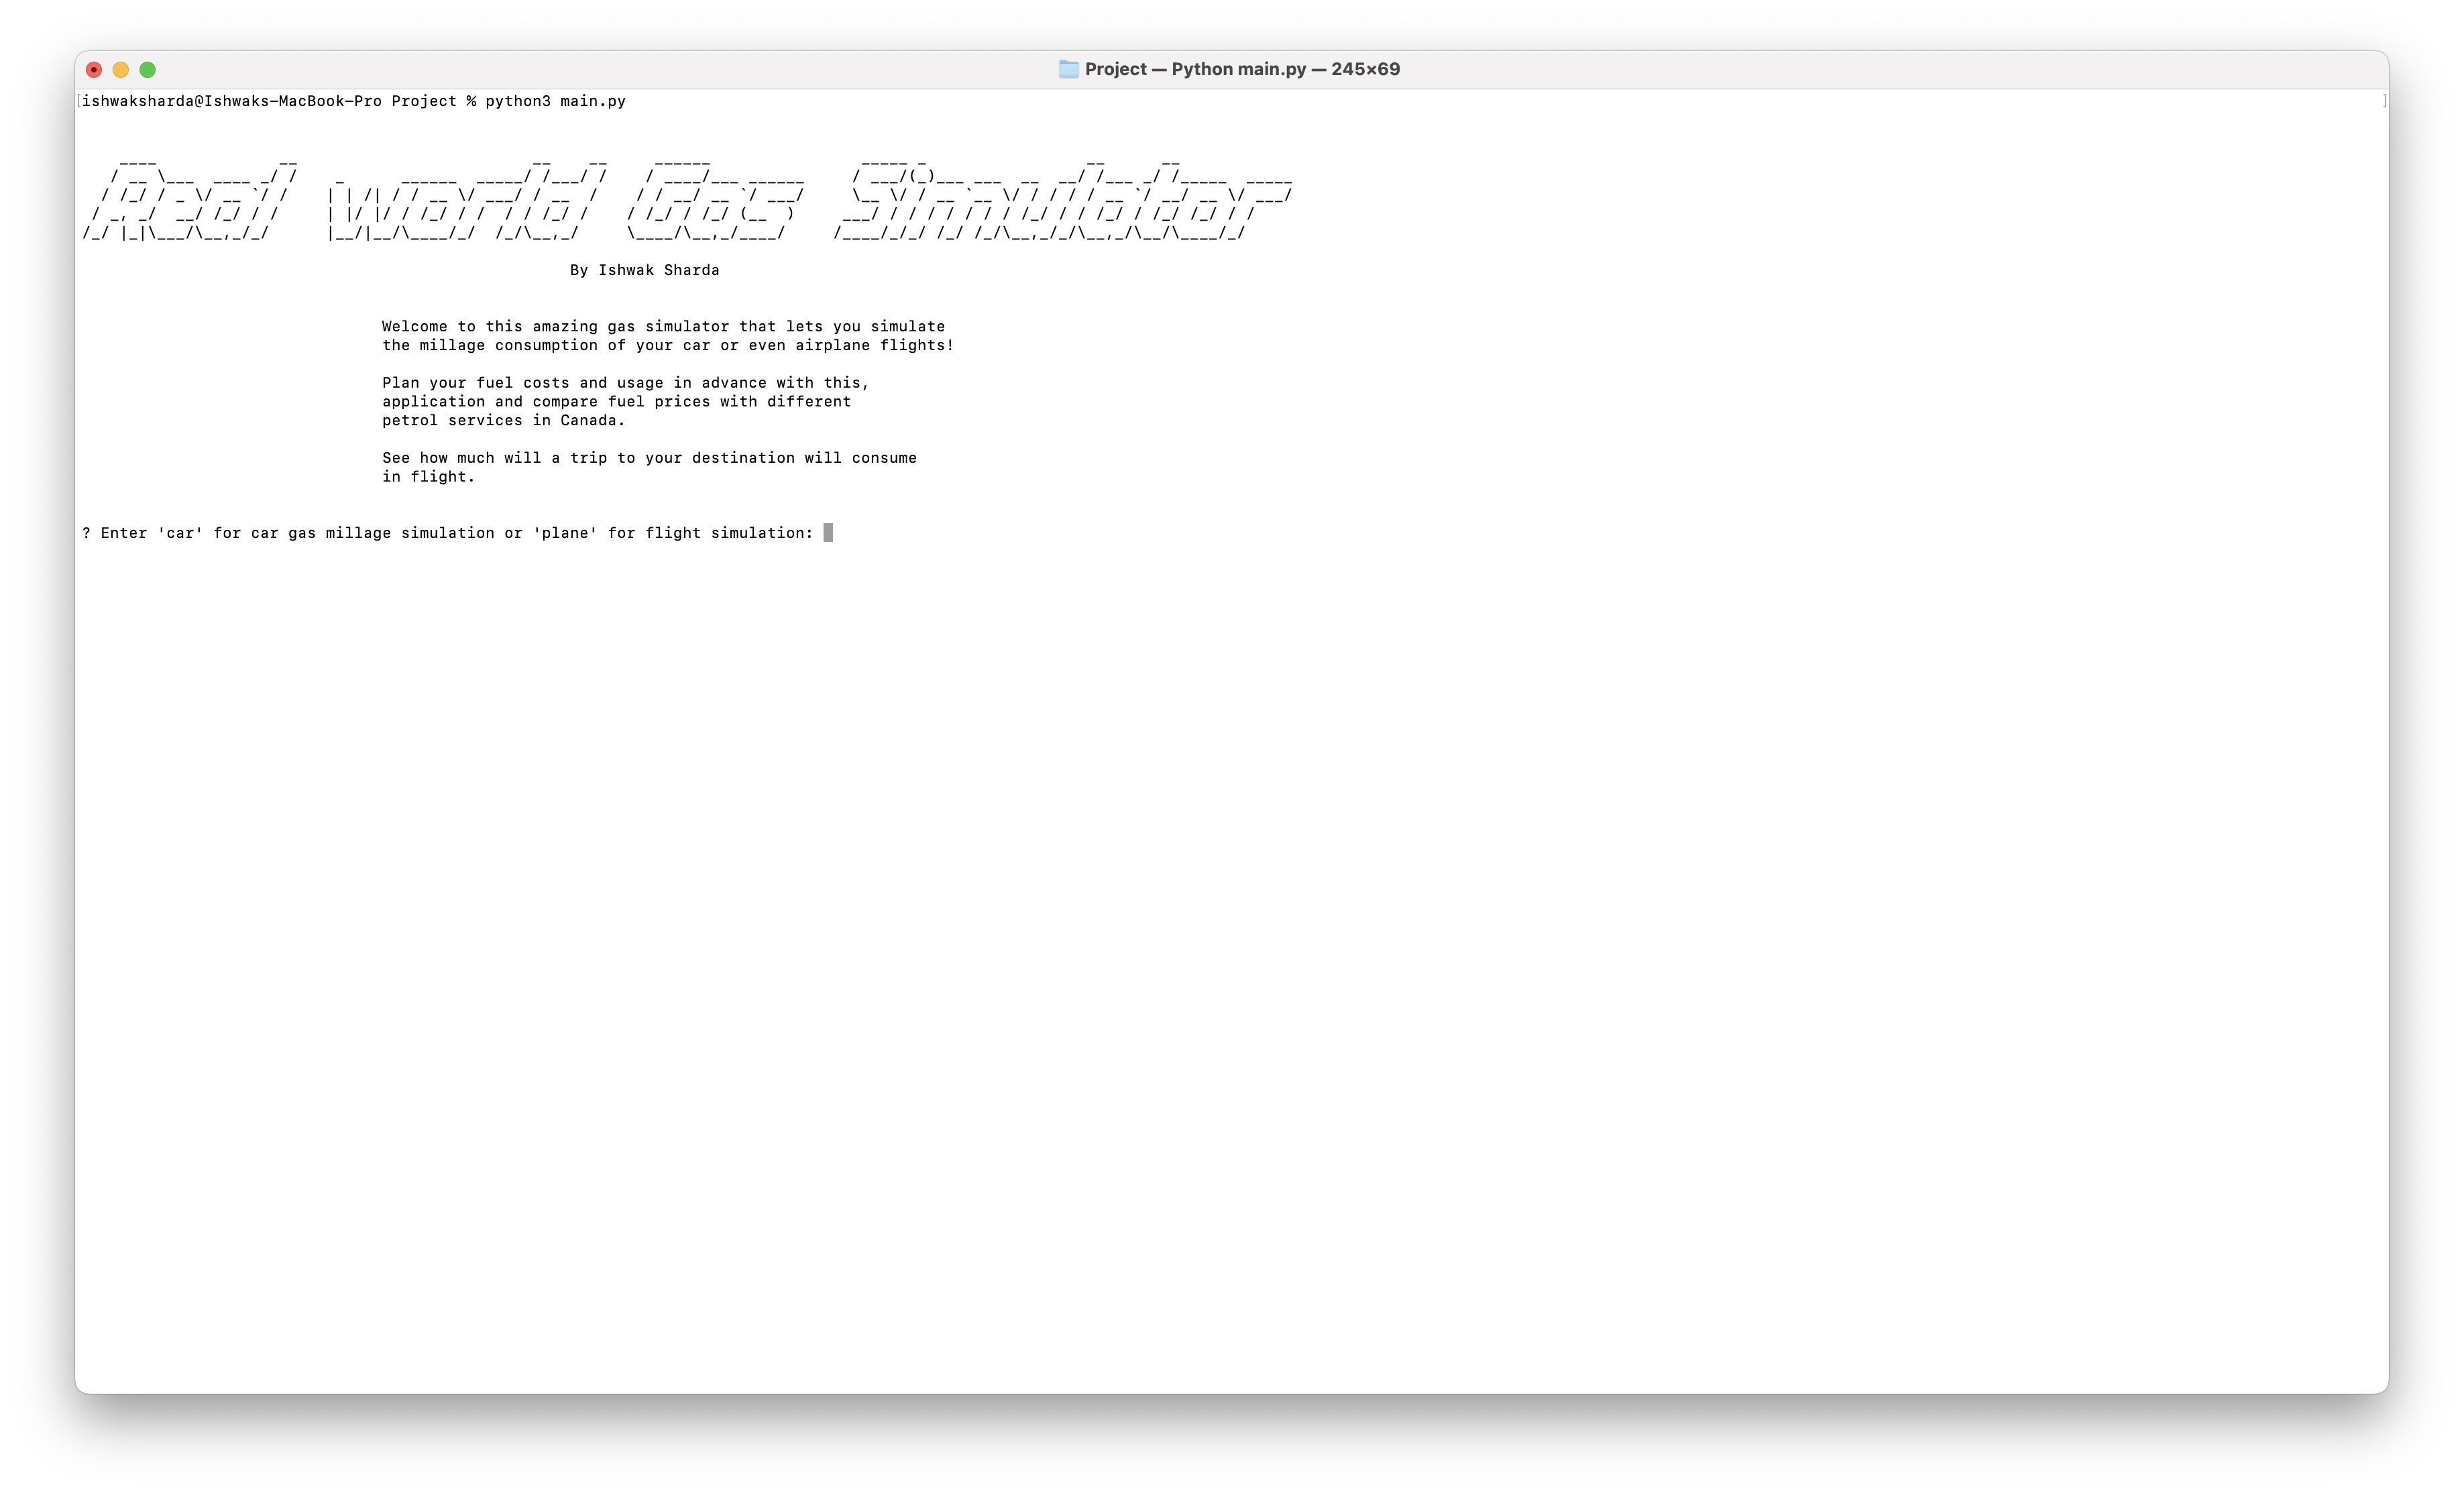 Project — Python main.py — 245×69
[ishwaksharda@Ishwaks-MacBook-Pro Project % python3 main.py ]
Real world Gas Simulator
By Ishwak Sharda
Welcome to this amazing gas simulator that lets you simulate
the millage consumption of your car or even airplane flights!
Plan your fuel costs and usage in advance with this,
application and compare fuel prices with different
petrol services in Canada.
See how much will a trip to your destination will consume
in flight.
? Enter 'car' for car gas millage simulation or 'plane' for flight simulation: